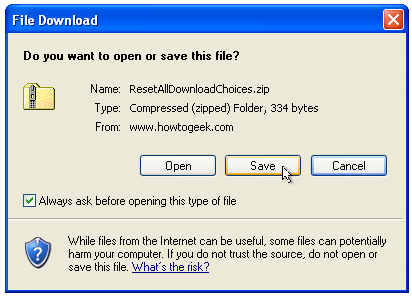 File Download
Do you want to open or save this file?
Name: ResetAllDownloadChoices.zip
Type: Compressed (zipped) Folder, 334 bytes
From: www.howtogeek.com
Open Save Cancel
Always ask before opening this type of file
While files from the Internet can be useful, some files can potentially
harm your computer. If you do not trust the source, do not open or
save this file. What's the risk?